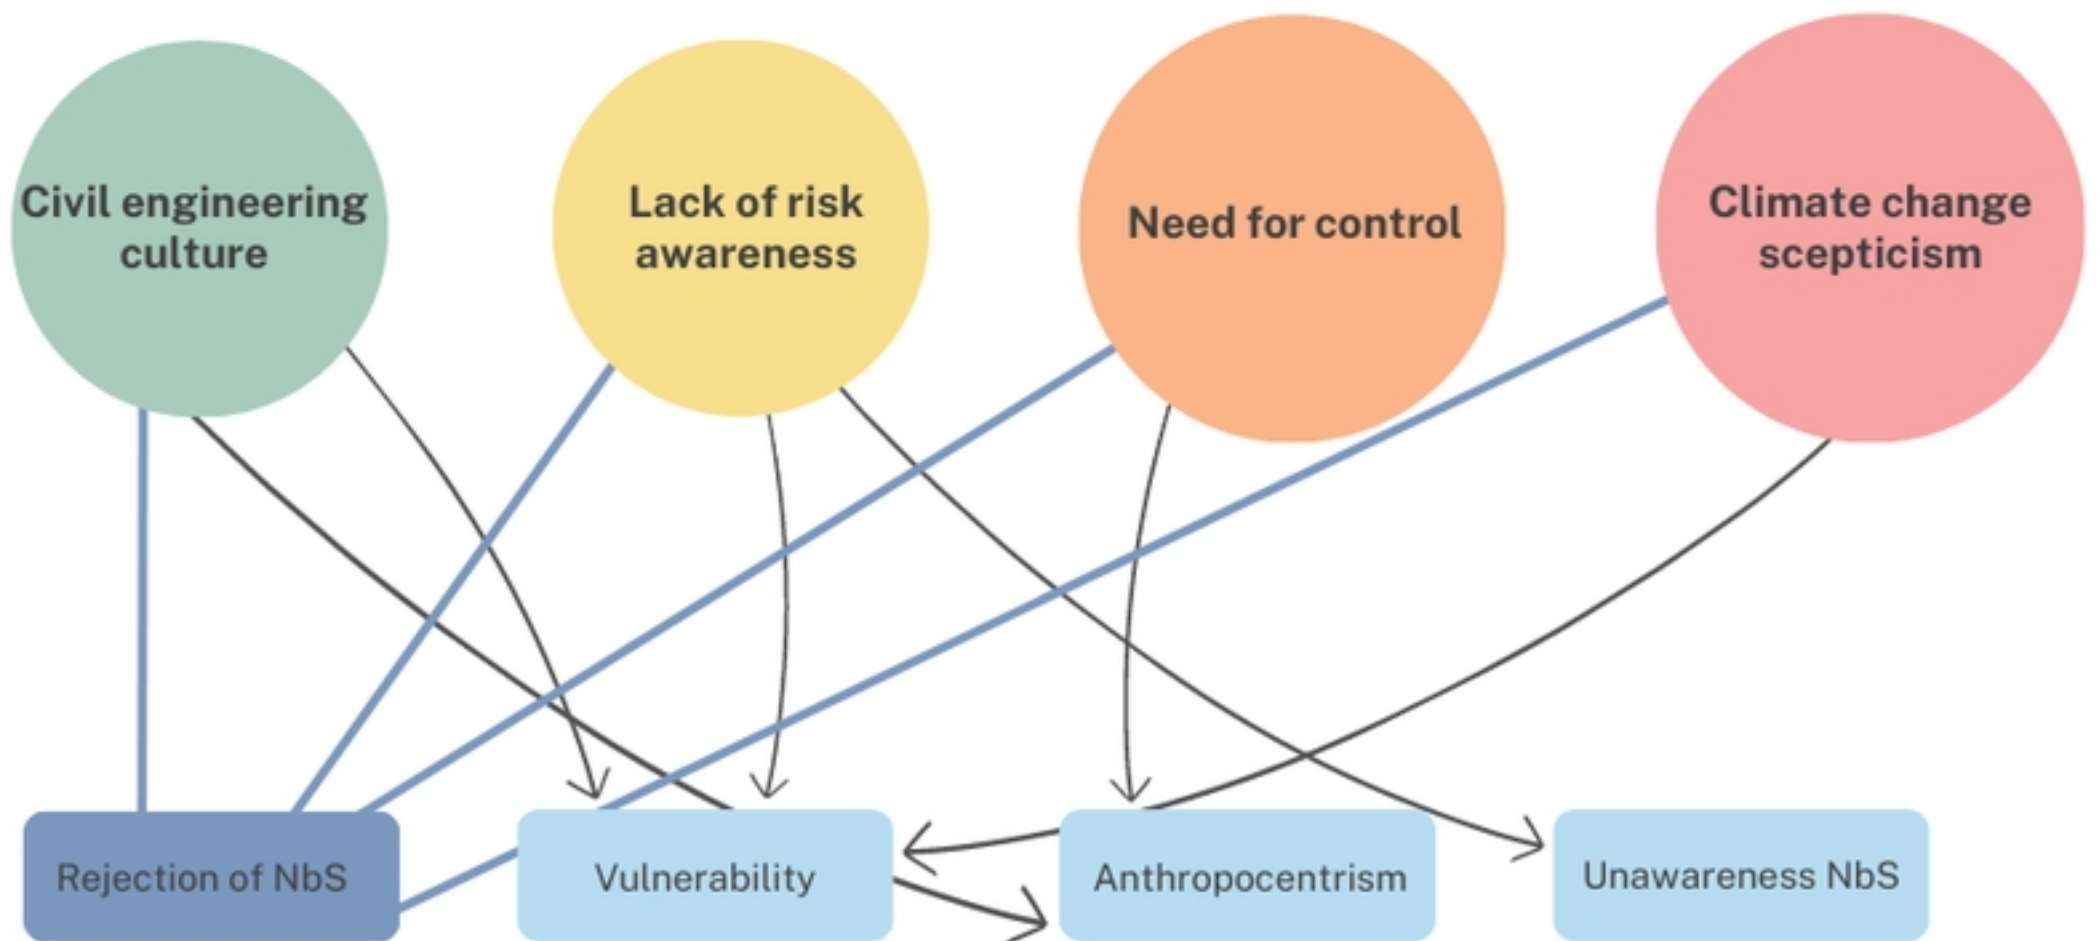 Civil engineering
culture
Lack of risk
awareness
Need for control
Climate change
scepticism
Rejection of NbS
Vulnerability
Anthropocentrism
Unawareness NbS